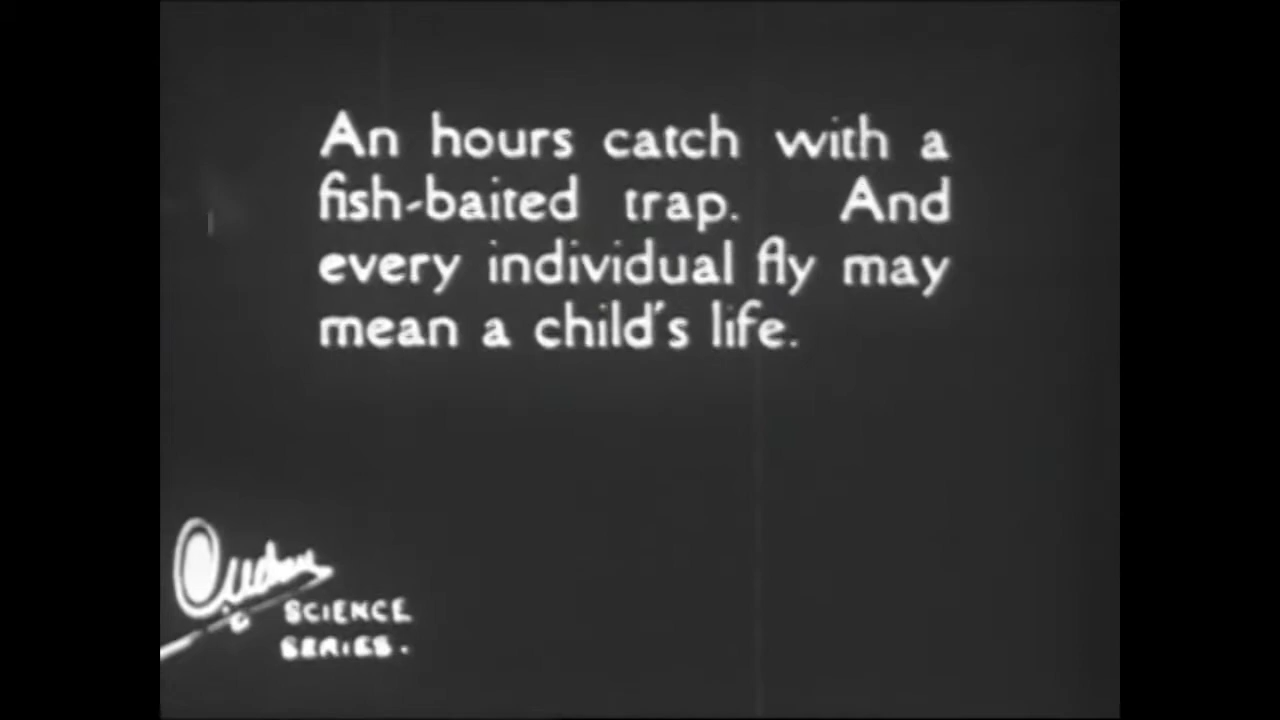 An hours catch with a
fish-baited trap. And
every individual fly may
mean a child's life.
SCIENCE
SERIES.